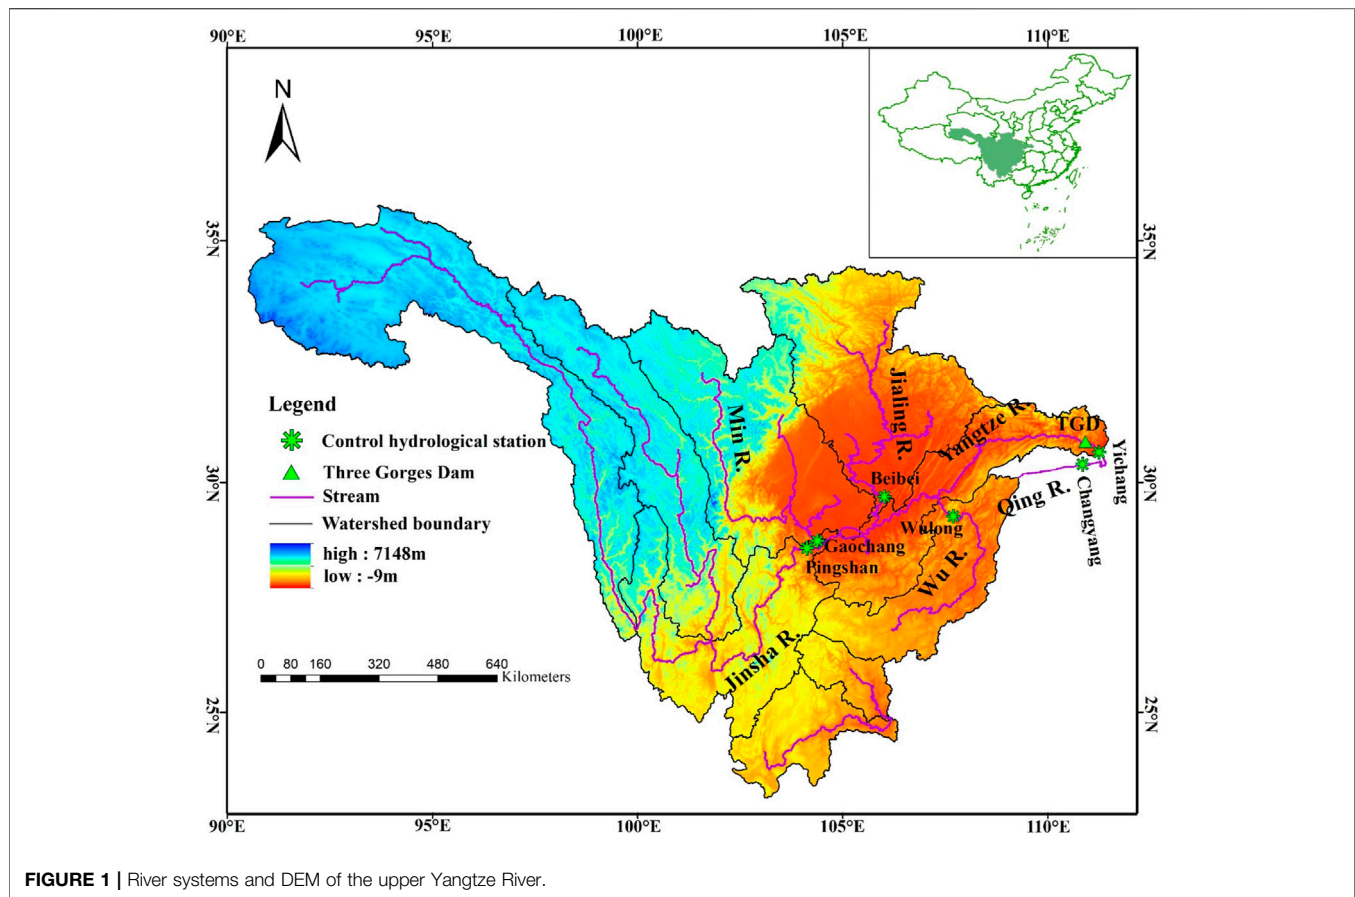 90°E
95°E
100°E
105°E
110°E
N
35°N
35°N
Legend
Control hydrological station
Three Gorges Dam
Stream
Watershed boundary
high : 7148m
low : -9m
0 80 160 320 480 640
Kilometers
Min R.
Jialing R.
Yangtze R.
TGD
Yichang
Beibei
30°N
30°N
Qing R.
Changyang
Wulong
Gaochang
Pingshan
Wu R.
Jinsha R.
25°N
25°N
90°E
95°E
100°E
105°E
110°E
FIGURE 1 | River systems and DEM of the upper Yangtze River.